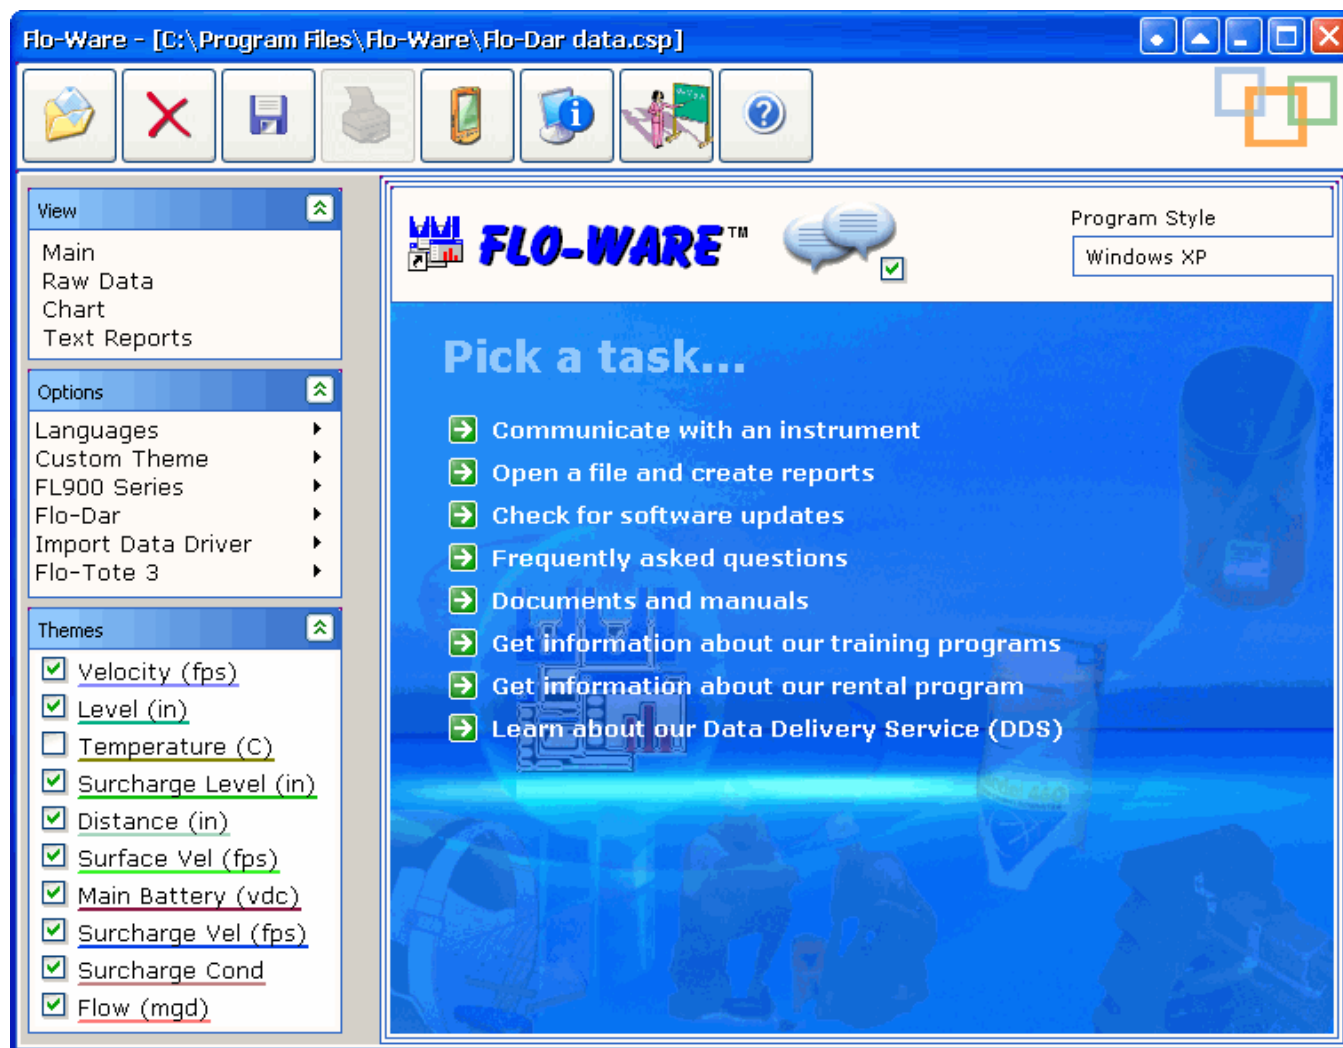 Flo-Ware - [C:\Program Files\Flo-Ware\Flo-Dar data.csp]
View
Main
Raw Data
Chart
Text Reports
Options
Languages
Custom Theme
FL900 Series
Flo-Dar
Import Data Driver
Flo-Tote 3
Themes
Velocity (fps)
Level (in)
Temperature (C)
Surcharge Level (in)
Distance (in)
Surface Vel (fps)
Main Battery (vdc)
Surcharge Vel (fps)
Surcharge Cond
Flow (mgd)
FLO-WARE™
Program Style
Windows XP
Pick a task...
Communicate with an instrument
Open a file and create reports
Check for software updates
Frequently asked questions
Documents and manuals
Get information about our training programs
Get information about our rental program
Learn about our Data Delivery Service (DDS)